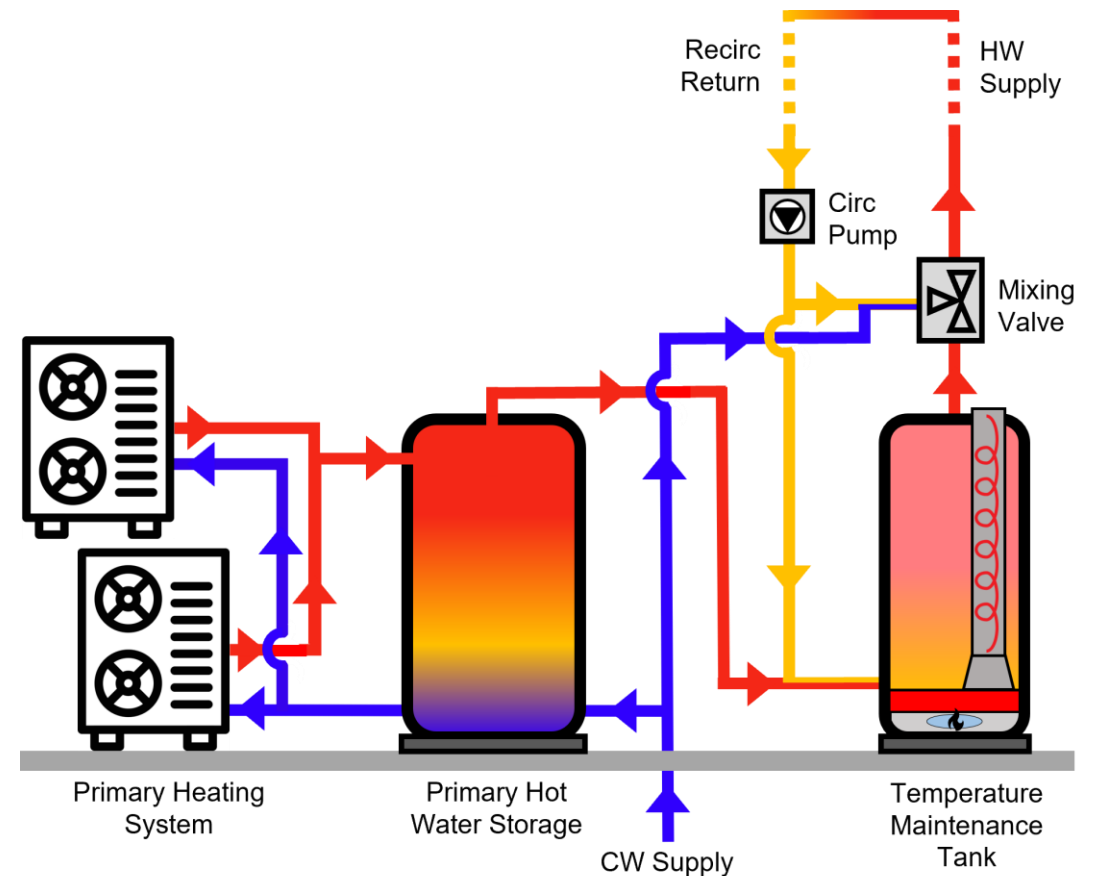 Recirc
Return
HW
Supply
Circ
Pump
Mixing
Valve
Primary Heating
System
Primary Hot
Water Storage
CW Supply
Temperature
Maintenance
Tank